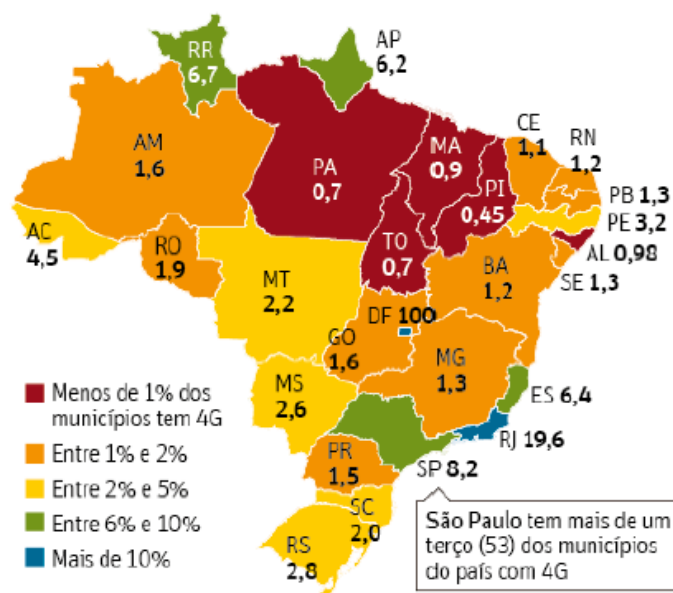 RR
6,7
AP
6,2
AM
1,6
PA
0,7
MA
0,9
CE
1,1
RN
1,2
PI
0,45
PB 1,3
PE 3,2
AL 0,98
SE 1,3
AC
4,5
RO
1,9
TO
0,7
MT
2,2
BA
1,2
DF 100
GO
1,6
MG
1,3
MS
2,6
ES 6,4
RJ 19,6
PR
1,5
SP 8,2
SC
2,0
RS
2,8
Menos de 1% dos
municípios tem 4G
Entre 1% e 2%
Entre 2% e 5%
Entre 6% e 10%
Mais de 10%
São Paulo tem mais de um
terço (53) dos municípios
do país com 4G